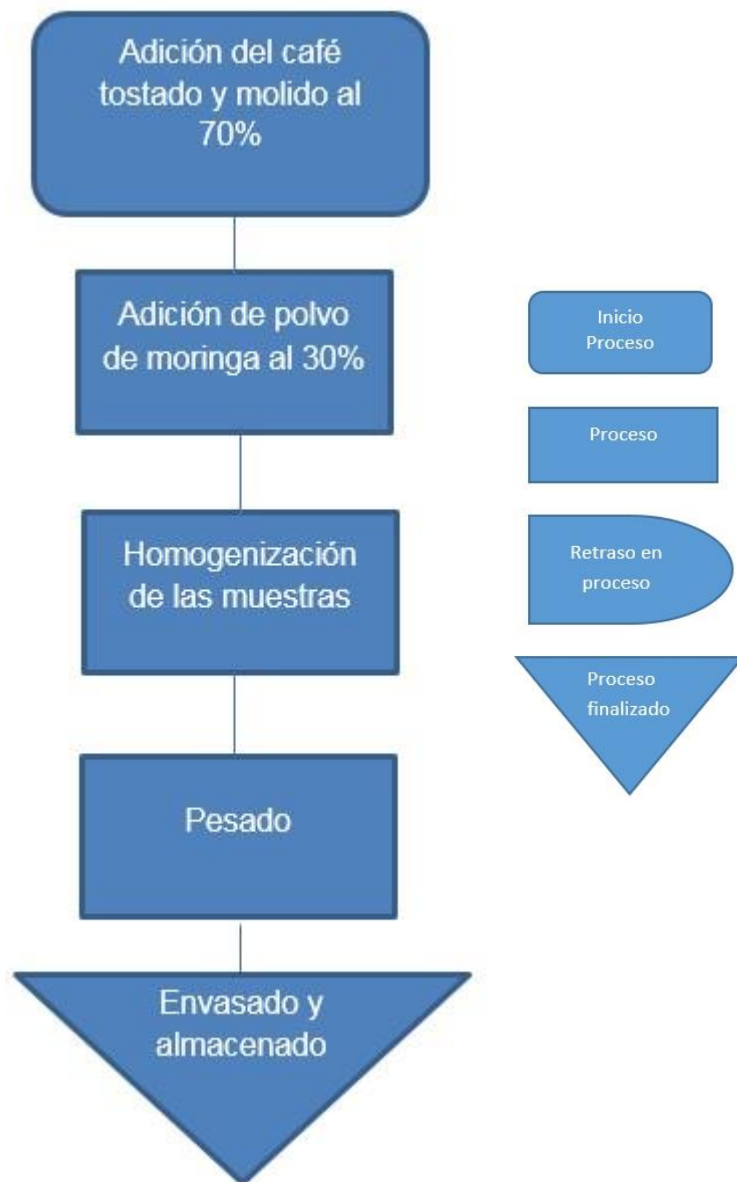 Adición del café
tostado y molido al
70%
Adición de polvo
de moringa al 30%
Homogenización
de las muestras
Pesado
Envasado y
almacenado
Inicio
Proceso
Proceso
Retraso en
proceso
Proceso
finalizado